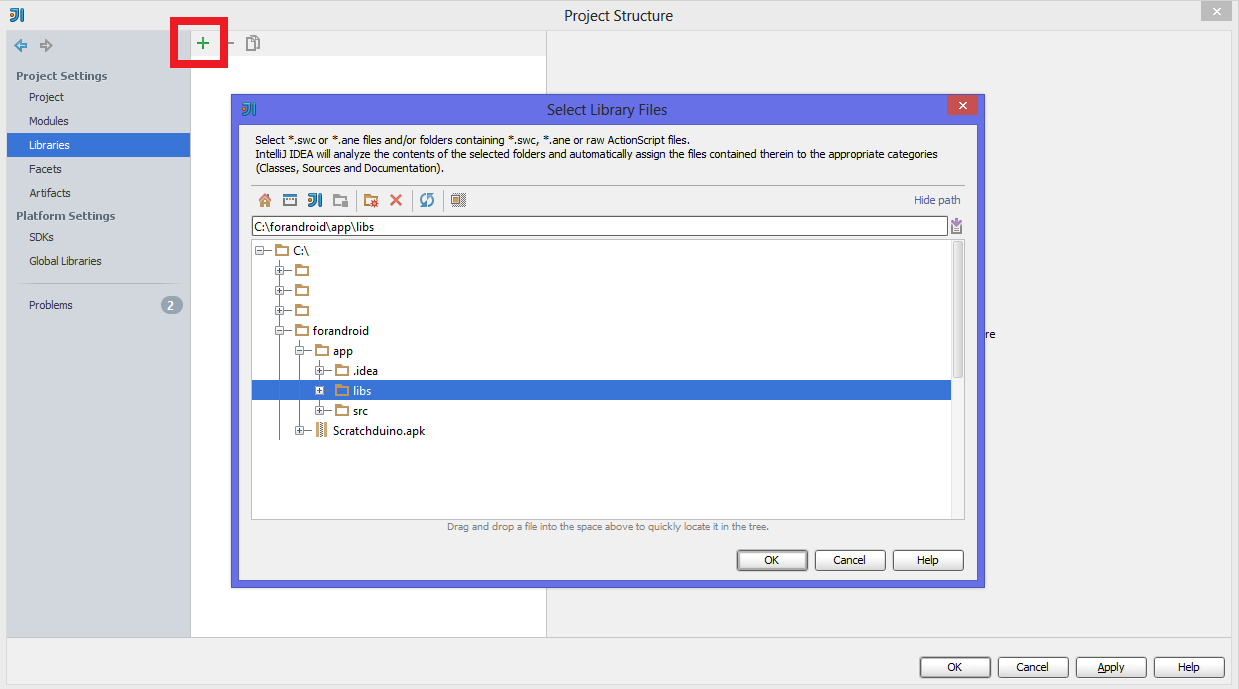 Project Structure
Project Settings
Project
Modules
Libraries
Facets
Artifacts
Platform Settings
SDKs
Global Libraries
Problems
2
Select Library Files
Select *.swc or *.ane files and/or folders containing *.swc, *.ane or raw ActionScript files.
IntelliJ IDEA will analyze the contents of the selected folders and automatically assign the files contained therein to the appropriate categories
(Classes, Sources and Documentation).
Hide path
C:\forandroid\app\libs
C:\
forandroid
app
.idea
libs
src
Scratchduino.apk
Drag and drop a file into the space above to quickly locate it in the tree.
OK Cancel Help
re
OK Cancel Apply Help